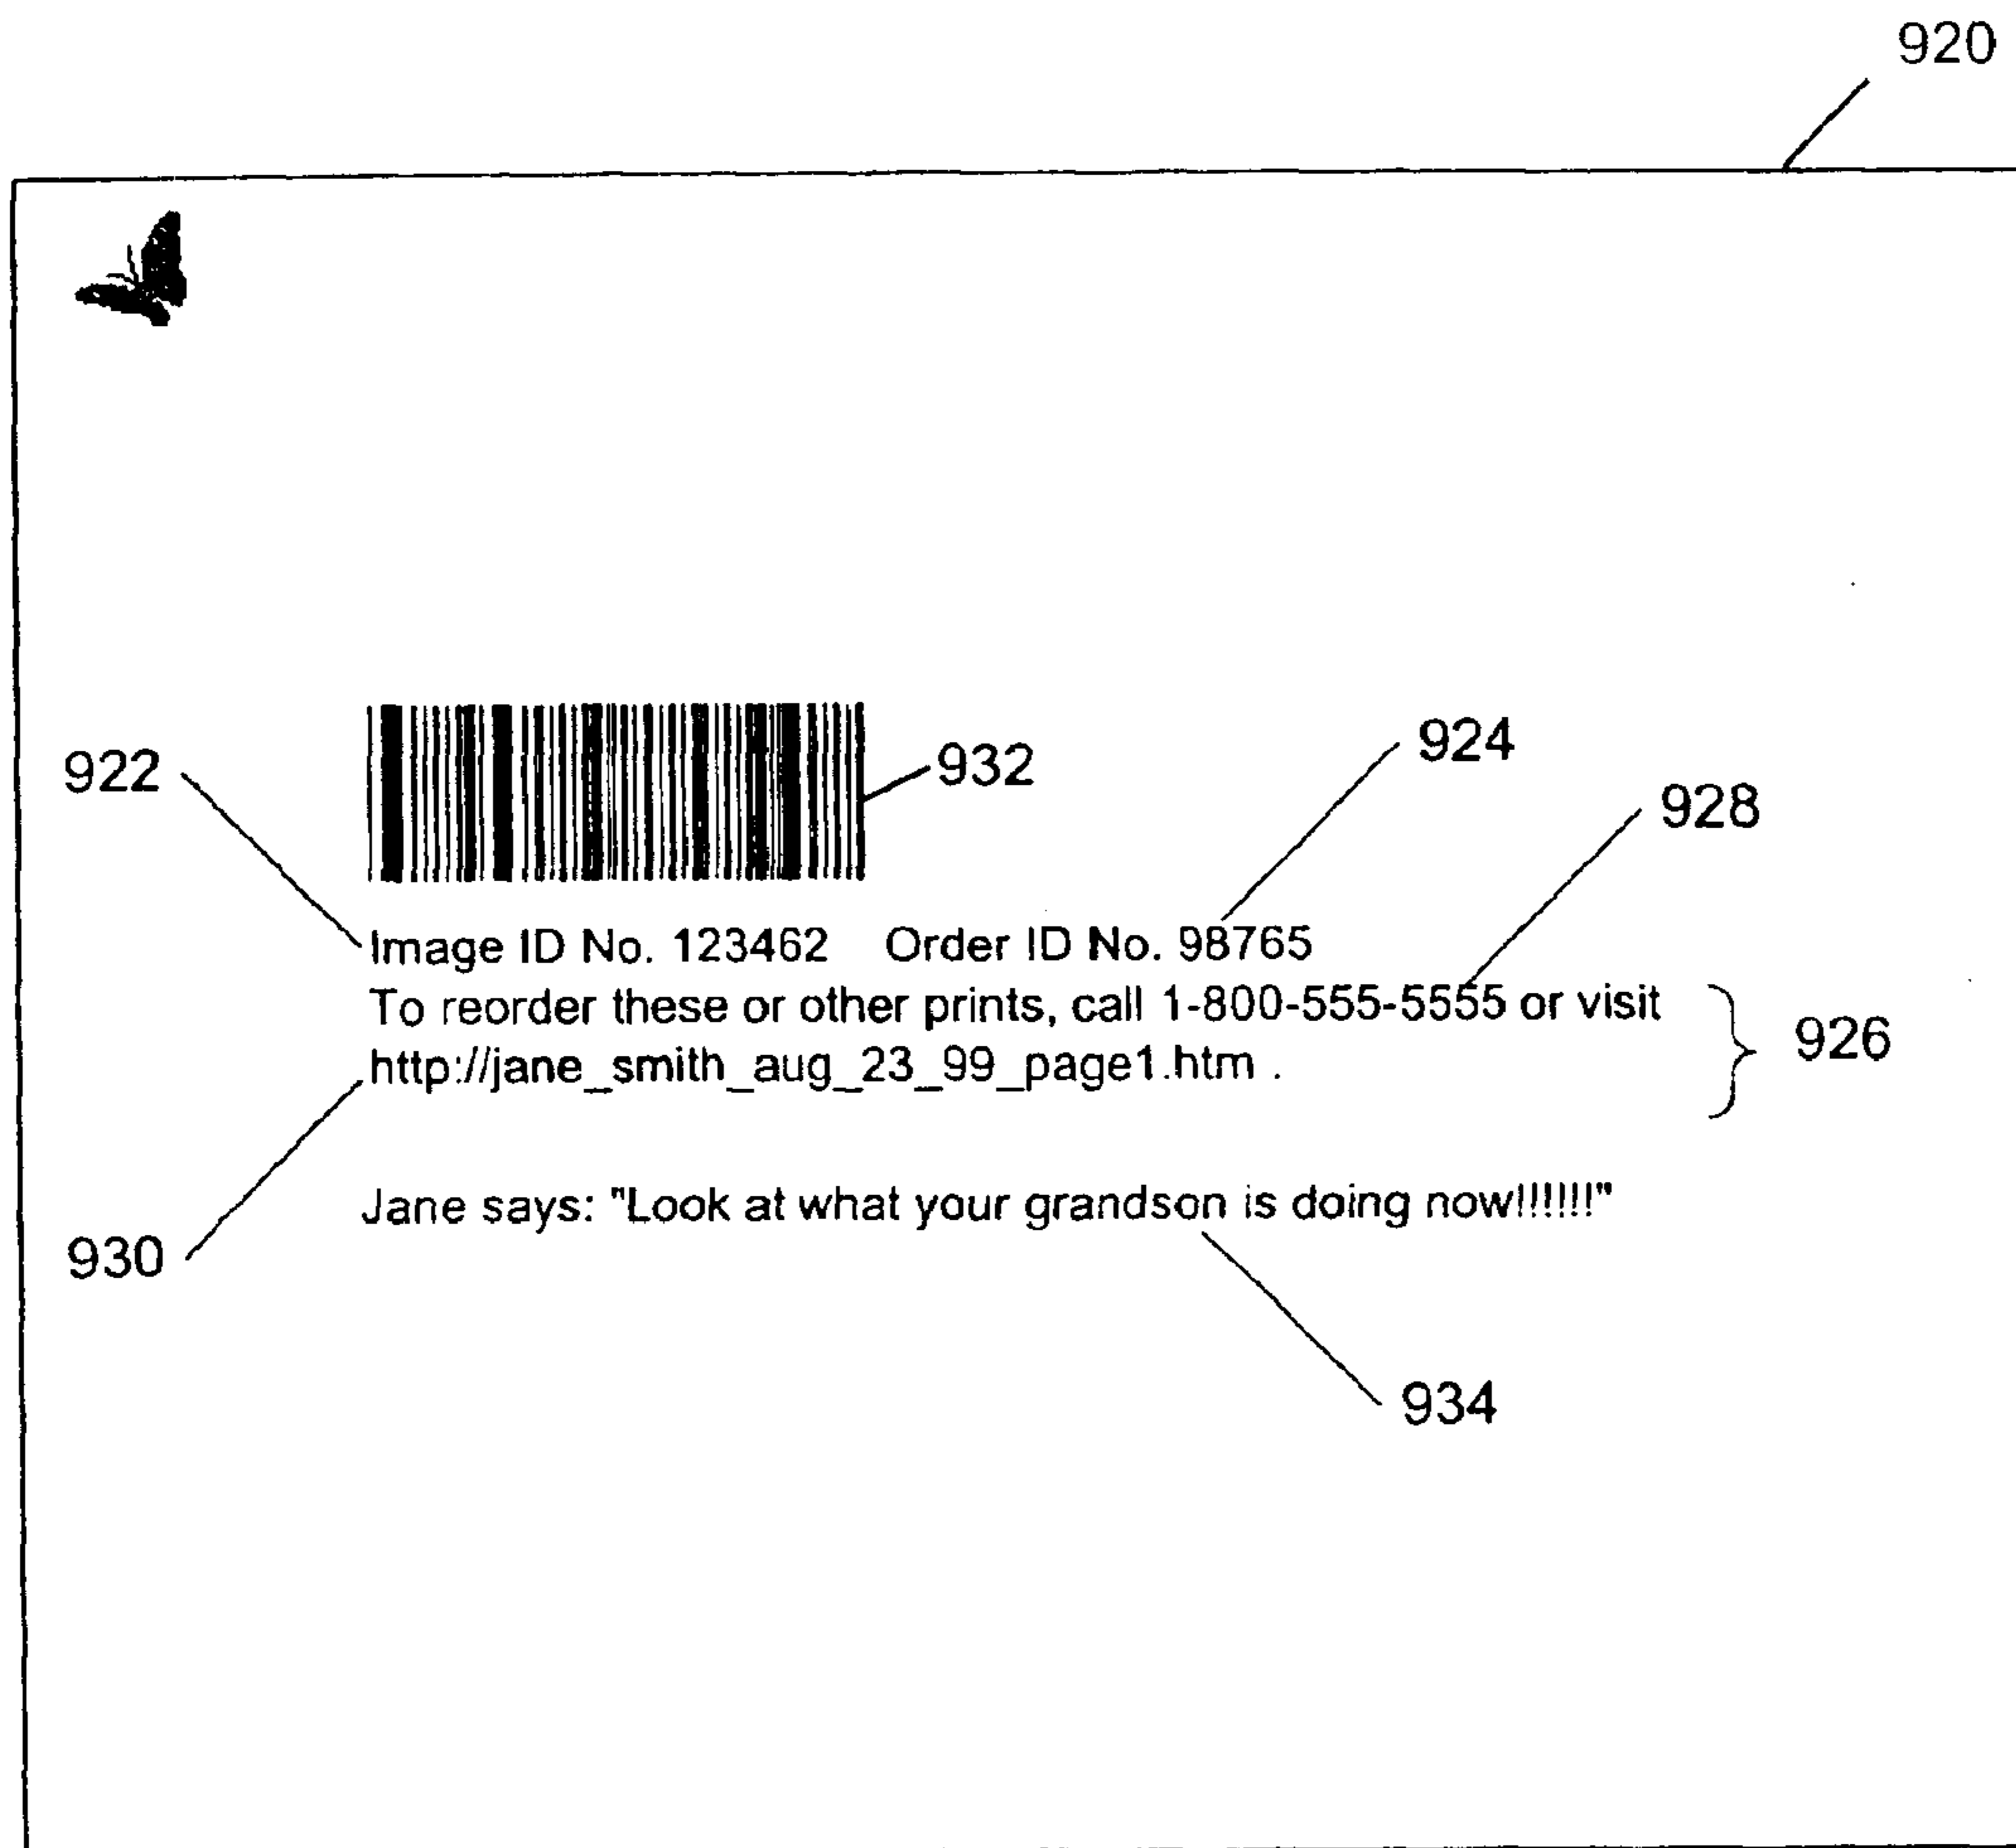 920
922
932
924
928
Image ID No. 123462 Order ID No. 98765
To reorder these or other prints, call 1-800-555-5555 or visit
http://jane_smith_aug_23_99_page1.htm .
926
Jane says: "Look at what your grandson is doing now!!!!!!"
930
934